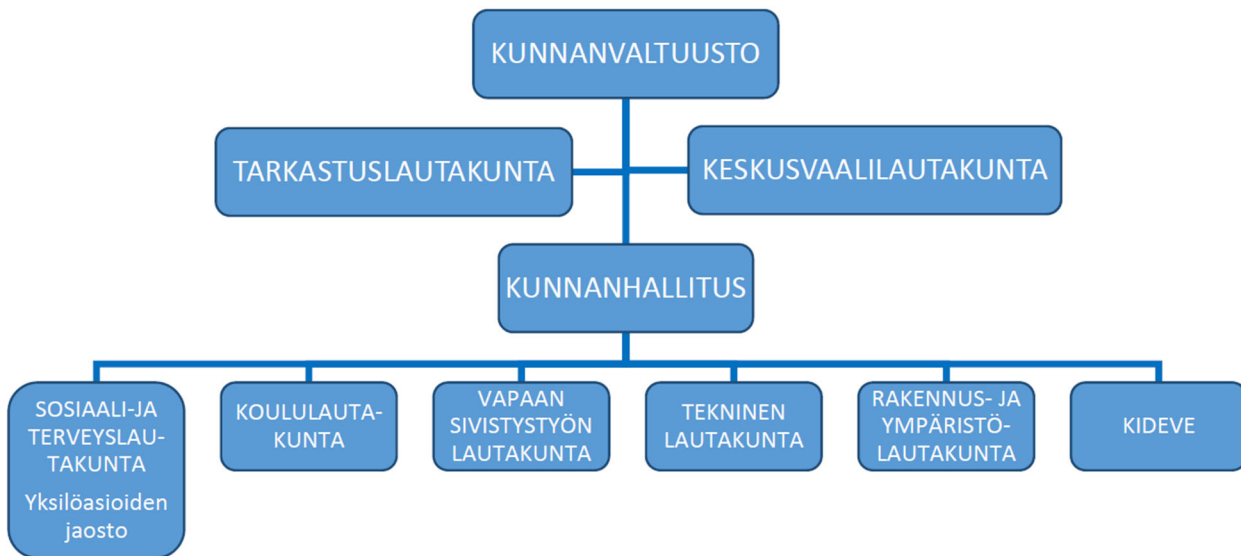 KUNNANVALTUUSTO
TARKASTUSLAUTAKUNTA
KESKUSVAALILAUTAKUNTA
KUNNANHALLITUS
SOSIAALI-JA
TERVEYSLAU-
TAKUNTA
Yksilöasioiden
jaosto
KOULULAUTA-
KUNTA
VAPAAN
SIVISTYSTYÖN
LAUTAKUNTA
TEKNINEN
LAUTAKUNTA
RAKENNUS- JA
YMPÄRISTÖ-
LAUTAKUNTA
KIDEVE